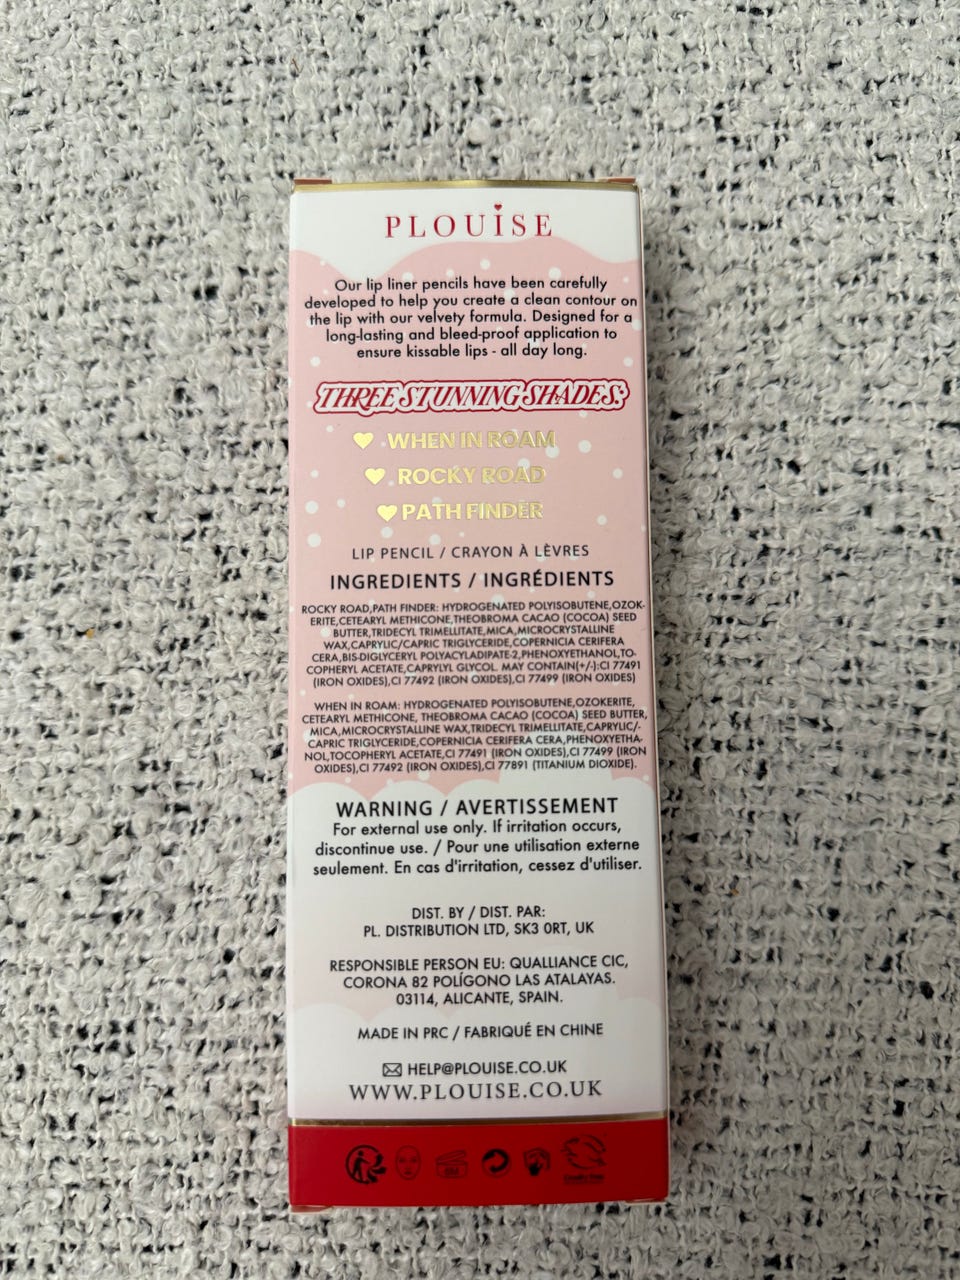 PLOUISE
Our lip liner pencils have been carefully
developed to help you create a clean contour on
the lip with our velvety formula. Designed for a
long-lasting and bleed-proof application to
ensure kissable lips - all day long.
THREE STUNNING SHADES:
WHEN IN ROAM
ROCKY ROAD
PATH FINDER
LIP PENCIL / CRAYON À LÈVRES
INGREDIENTS / INGRÉDIENTS
ROCKY ROAD,PATH FINDER: HYDROGENATED POLYISOBUTENE,OZOK-
ERITE,CETEARYL METHICONE,THEOBROMA CACAO (COCOA) SEED
BUTTER,TRIDECYL TRIMELLITATE,MICA,MICROCRYSTALLINE
WAX,CAPRYLIC/CAPRIC TRIGLYCERIDE,COPERNICIA CERIFERA
CERA,BIS-DIGLYCERYL POLYACYLADIPATE-2,PHENOXYETHANOL,TO-
COPHERYL ACETATE,CAPRYLYL GLYCOL. MAY CONTAIN(+/-):CI 77491
(IRON OXIDES),CI 77492 (IRON OXIDES),CI 77499 (IRON OXIDES)
WHEN IN ROAM: HYDROGENATED POLYISOBUTENE,OZOKERITE,
CETEARYL METHICONE, THEOBROMA CACAO (COCOA) SEED BUTTER,
MICA,MICROCRYSTALLINE WAX,TRIDECYL TRIMELLITATE,CAPRYLIC/-
CAPRIC TRIGLYCERIDE,COPERNICIA CERIFERA CERA,PHENOXYETHA-
NOL,TOCOPHERYL ACETATE,CI 77491 (IRON OXIDES),CI 77499 (IRON
OXIDES),CI 77492 (IRON OXIDES),CI 77891 (TITANIUM DIOXIDE).
WARNING / AVERTISSEMENT
For external use only. If irritation occurs,
discontinue use. / Pour une utilisation externe
seulement. En cas d'irritation, cessez d'utiliser.
DIST. BY / DIST. PAR:
PL. DISTRIBUTION LTD, SK3 0RT, UK
RESPONSIBLE PERSON EU: QUALLIANCE CIC,
CORONA 82 POLÍGONO LAS ATALAYAS.
03114, ALICANTE, SPAIN.
MADE IN PRC / FABRIQUÉ EN CHINE
HELP@PLOUISE.CO.UK
WWW.PLOUISE.CO.UK